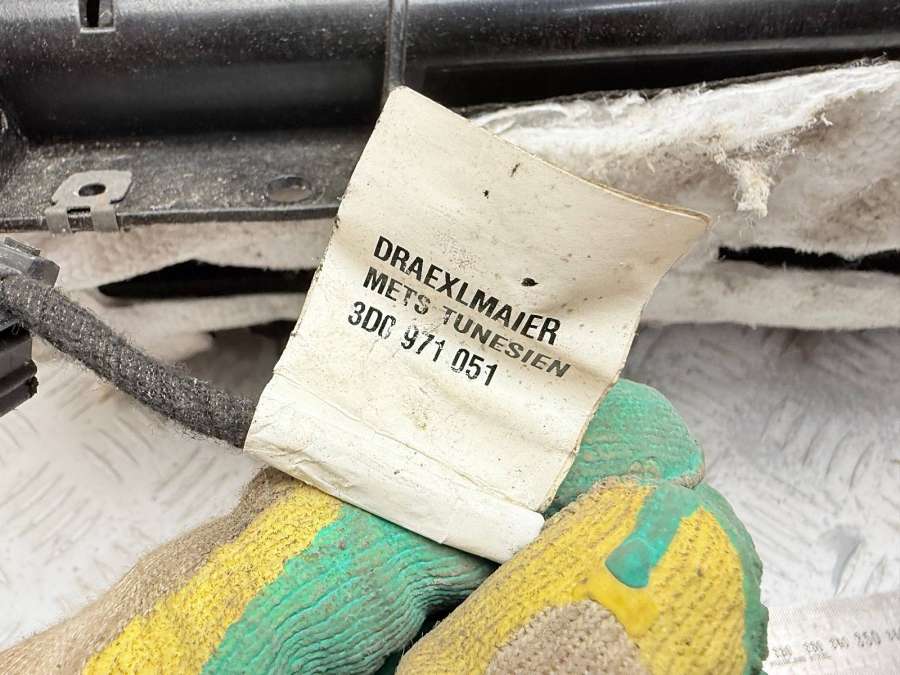 DRAEXLMAIER
METS TUNESIEN
3D0 971 051